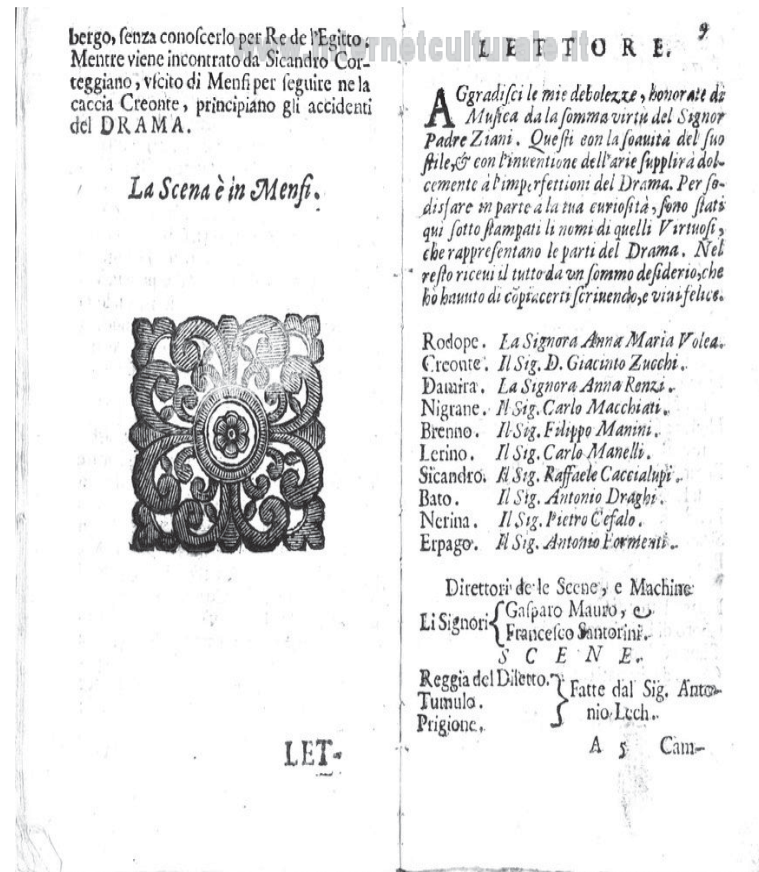 bergo, ſenza conoſcerlo per Re de l'Egitto.
Mentre viene incontrato da Sicandro Cor-
teggiano, vſcito di Menfi per ſeguire ne la
caccia Creonte, principiano gli accidenti
del DRAMA.
La Scena è in Menfi.
LET-
9
LETTORE.
AGgradiſci le mie debolezze, honorate di
Muſica da la ſomma virtù del Signor
Padre Ziani. Queſti con la ſoauità del ſuo
ſtile, & con l'inuentione dell'arie ſupplirà dol-
cemente à l'imperfettioni del Drama. Per ſo-
disfare in parte a la tua curioſità, ſono ſtati
qui ſotto ſtampati li nomi di quelli Virtuoſi,
che rappreſentano le parti del Drama. Nel
reſto riceui il tutto da vn ſommo deſiderio, che
ho hauuto di cõpiacerti ſcriuendo, e viui felice.
Rodope. La Signora Anna Maria Volea.
Creonte. Il Sig. D. Giacinto Zucchi.
Damira. La Signora Anna Renzi.
Nigrane. Il Sig. Carlo Macchiati.
Brenno. Il Sig. Filippo Manini.
Lerino. Il Sig. Carlo Manelli.
Sicandro. Il Sig. Raffaele Caccialupi.
Bato. Il Sig. Antonio Draghi.
Nerina. Il Sig. Pietro Cefalo.
Erpago. Il Sig. Antonio Formenti.
Direttori de le Scene, e Machine
Li Signori { Gaſparo Mauro, e
Franceſco Santorini.
SCENE.
Reggia del Diletto.
Tumulo.
Prigione.
} Fatte dal Sig. Anto-
nio Lech.
A 5 Cam-
www.internetculturale.it